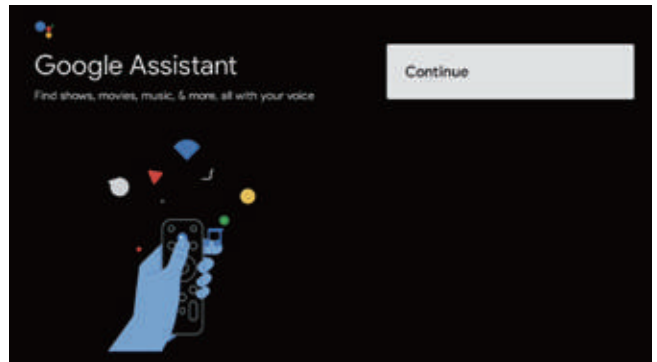 Google Assistant
Find shows, movies, music, & more, all with your voice
Continue